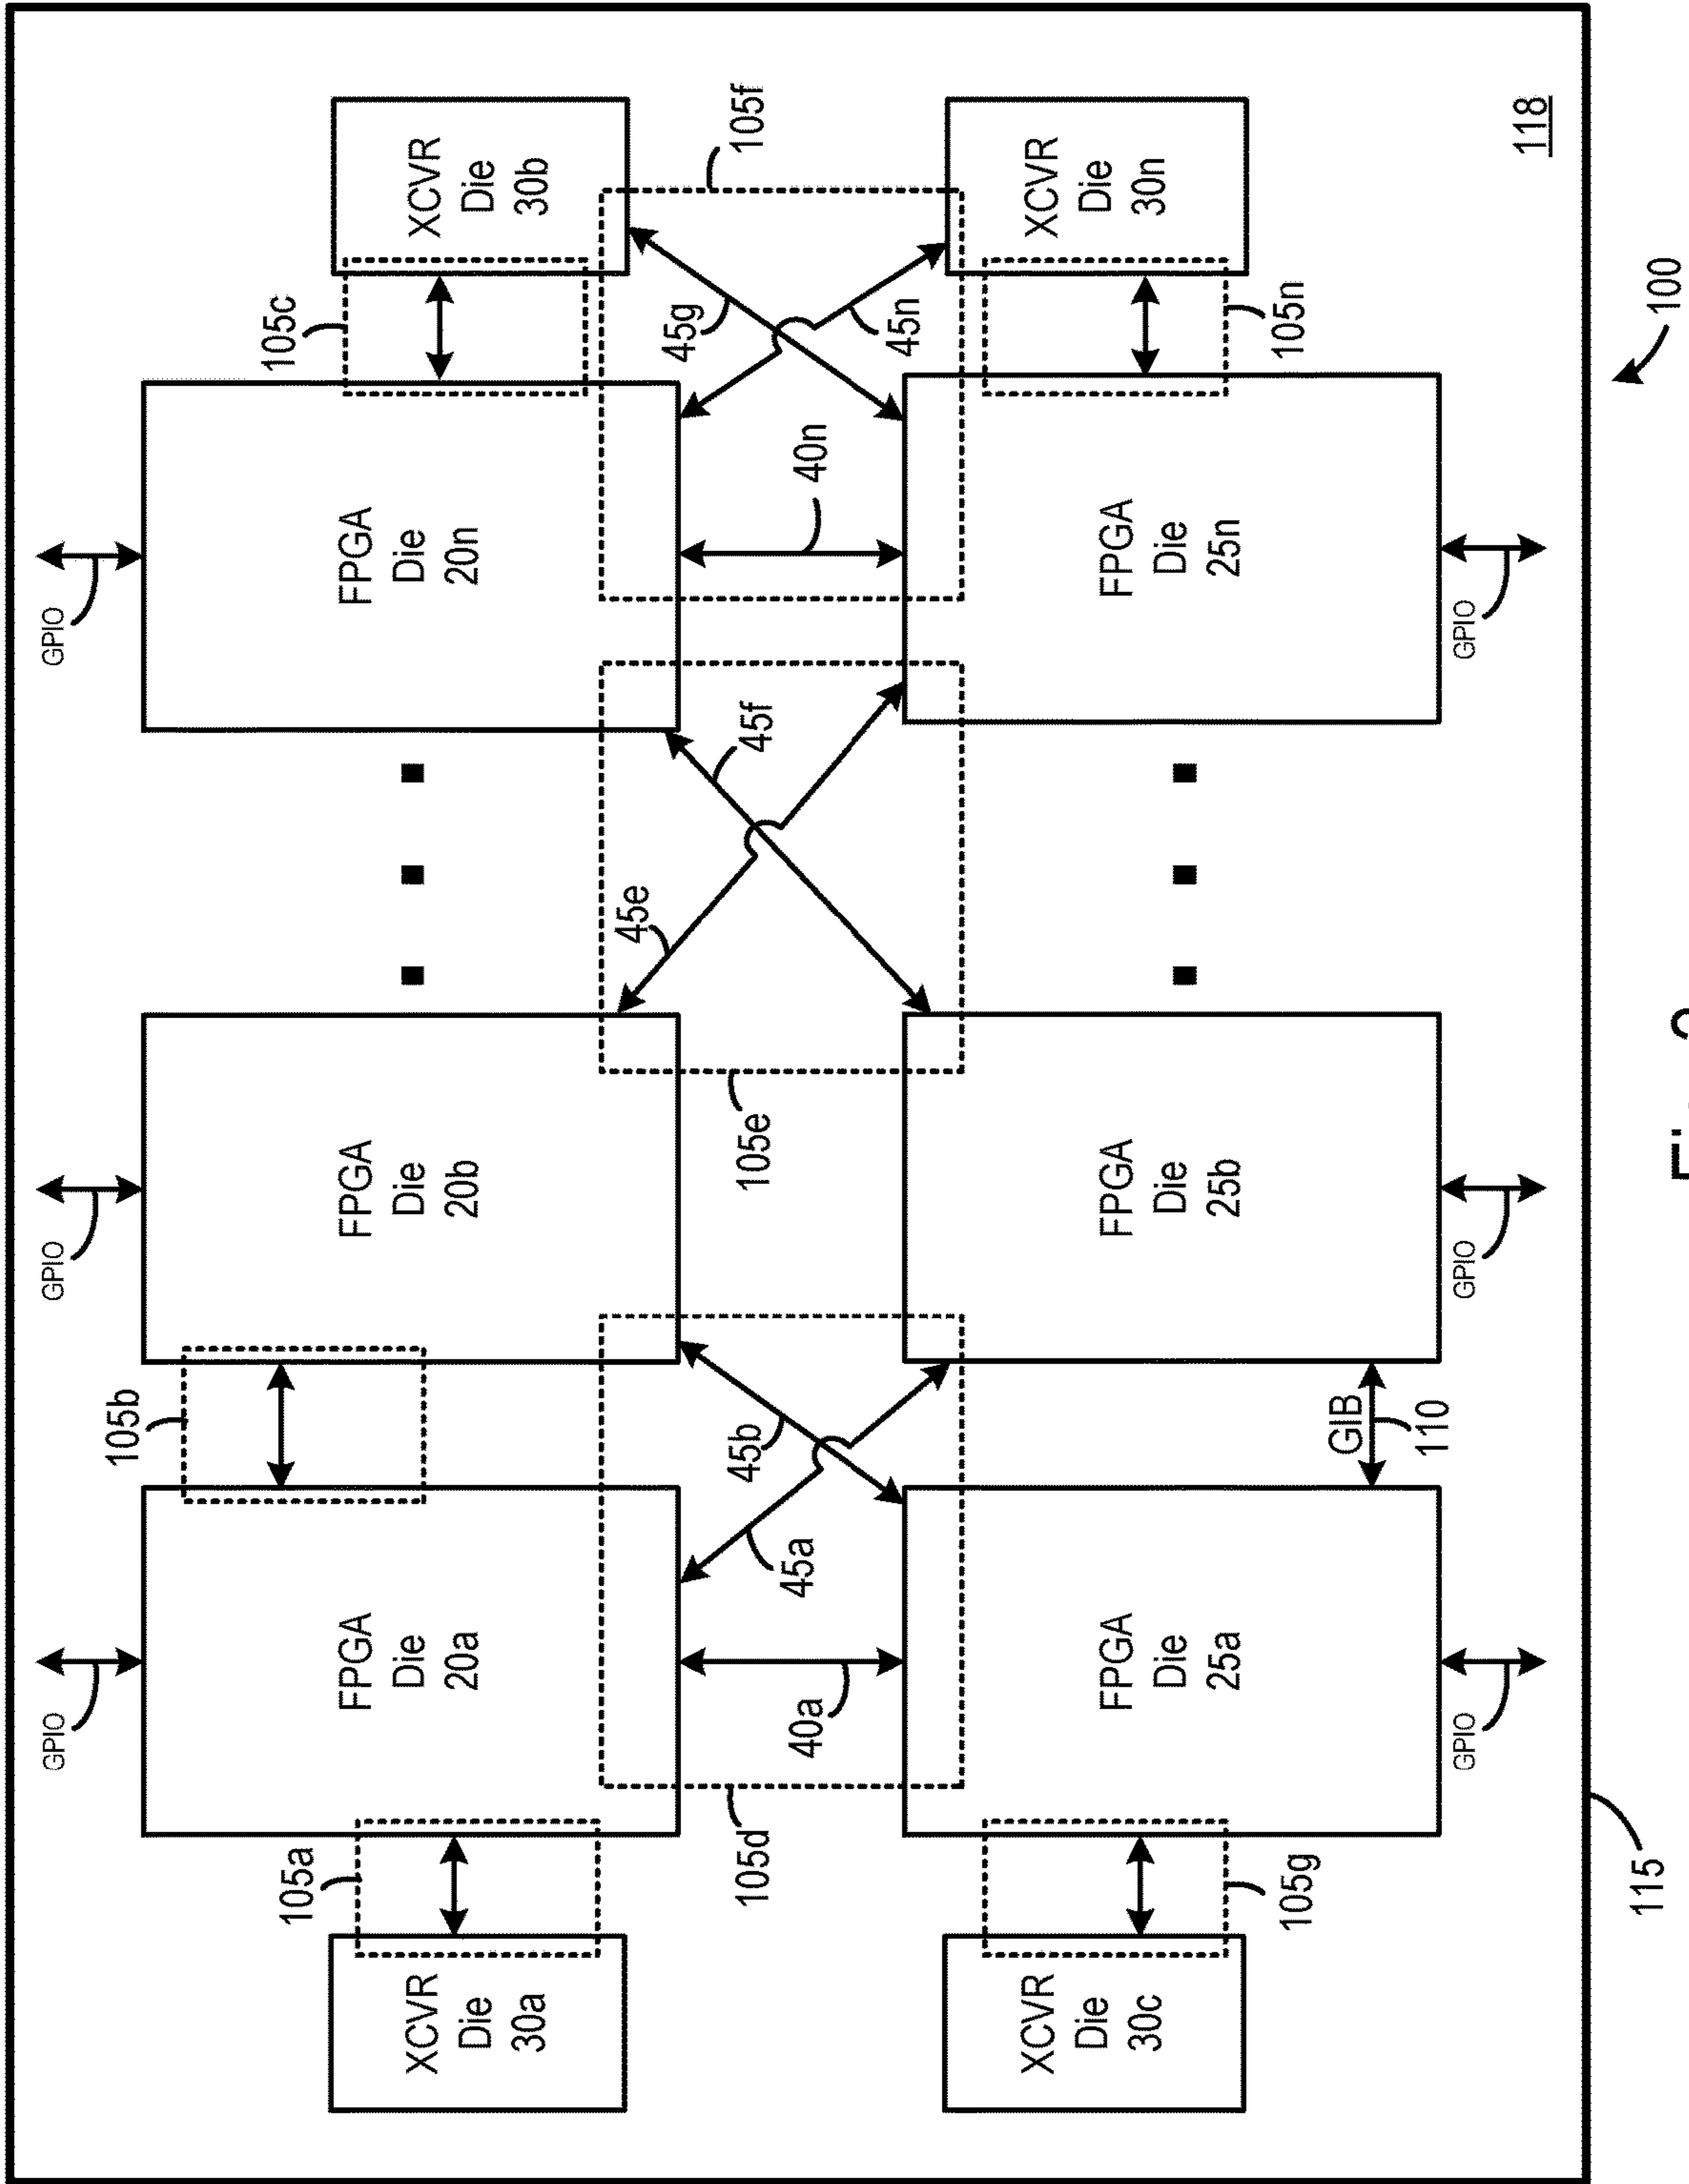 GPIO
GPIO
GPIO
105b
105a
105c
XCVR
Die
30a
FPGA
Die
20a
FPGA
Die
20b
FPGA
Die
20n
XCVR
Die
30b
45e
45g
105d
45b
105e
45f
105f
45a
40a
40n
45n
XCVR
Die
30c
FPGA
Die
25a
FPGA
Die
25b
FPGA
Die
25n
XCVR
Die
30n
105g
GIB
110
105n
GPIO
GPIO
GPIO
118
115
100